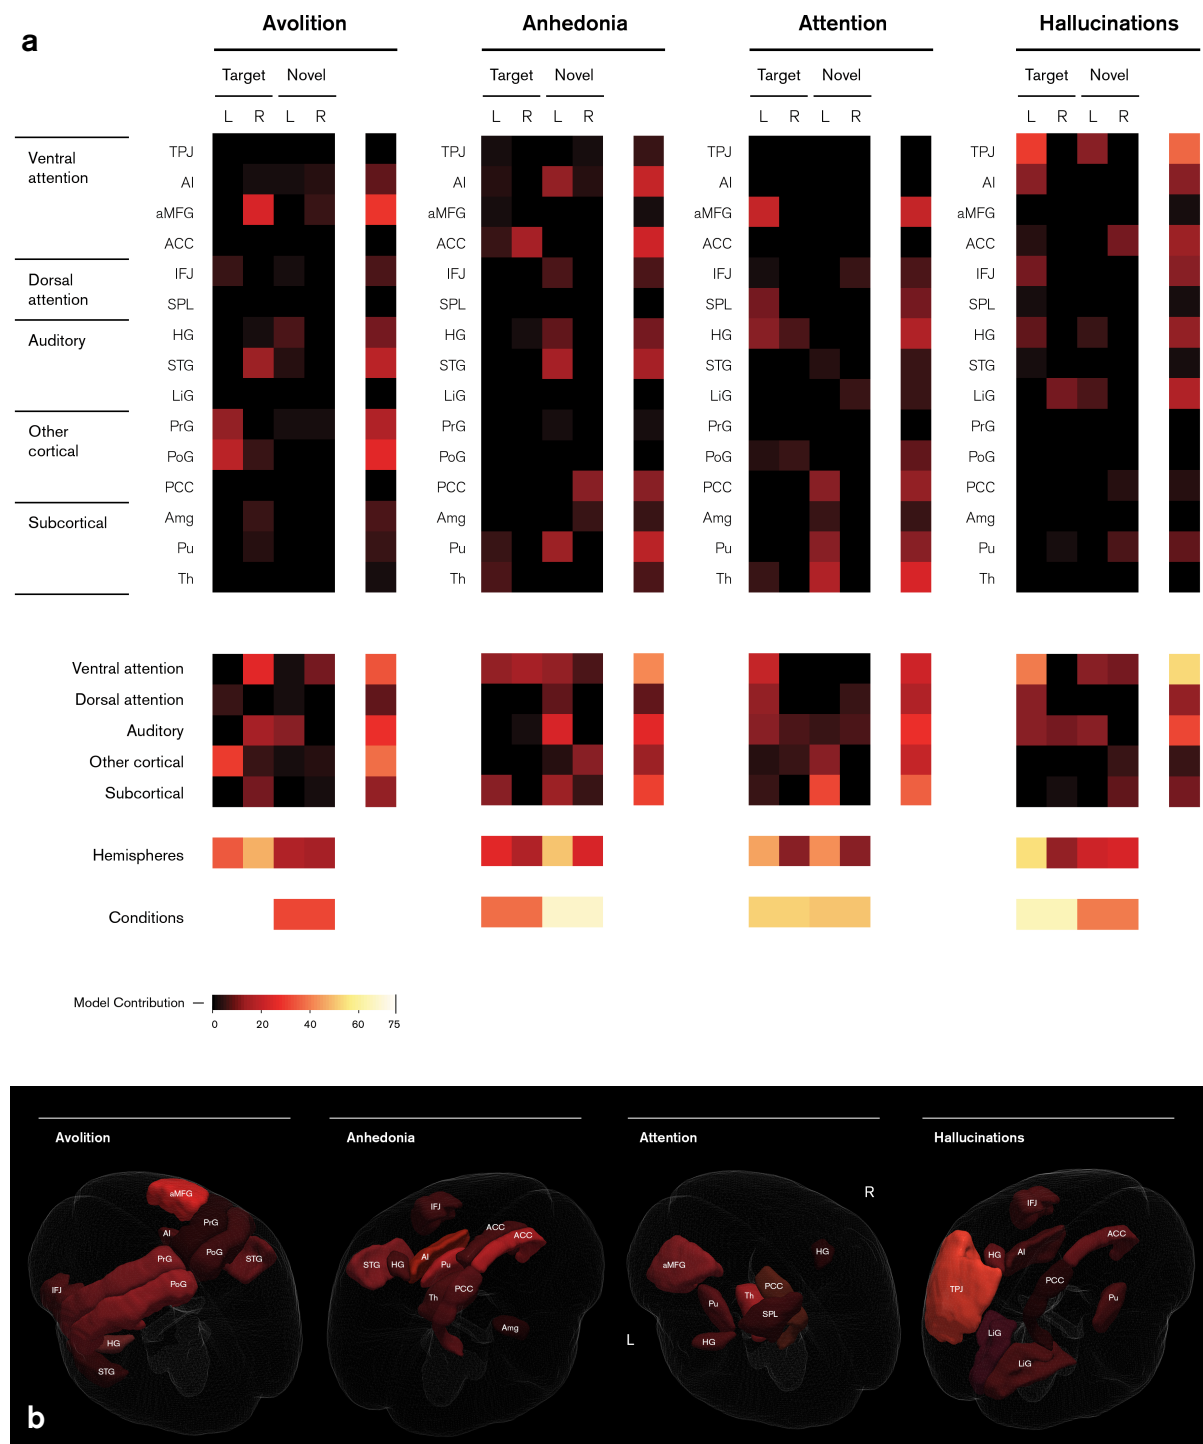 a
Avolition Anhedonia Attention Hallucinations
Target Novel Target Novel Target Novel Target Novel
L R L R L R L R L R L R L R L R
Ventral
attention
Dorsal
attention
Auditory
Other
cortical
Subcortical
TPJ TPJ TPJ TPJ
AI AI AI AI
aMFG aMFG aMFG aMFG
ACC ACC ACC ACC
IFJ IFJ IFJ IFJ
SPL SPL SPL SPL
HG HG HG HG
STG STG STG STG
LiG LiG LiG LiG
PrG PrG PrG PrG
PoG PoG PoG PoG
PCC PCC PCC PCC
Amg Amg Amg Amg
Pu Pu Pu Pu
Th Th Th Th
Ventral attention
Dorsal attention
Auditory
Other cortical
Subcortical
Hemispheres
Conditions
Model Contribution
0 20 40 60 75
Avolition
aMFG
PrG
AI
PoG
STG
PrG
PoG
IFJ
HG
STG
Anhedonia
IFJ
ACC
ACC
STG HG AI Pu
PCC
Th
Amg
Attention
R
HG
aMFG
PCC
Th
Pu
SPL
L
HG
Hallucinations
IFJ
ACC
HG AI
PCC
TPJ
Pu
LiG
LiG
b